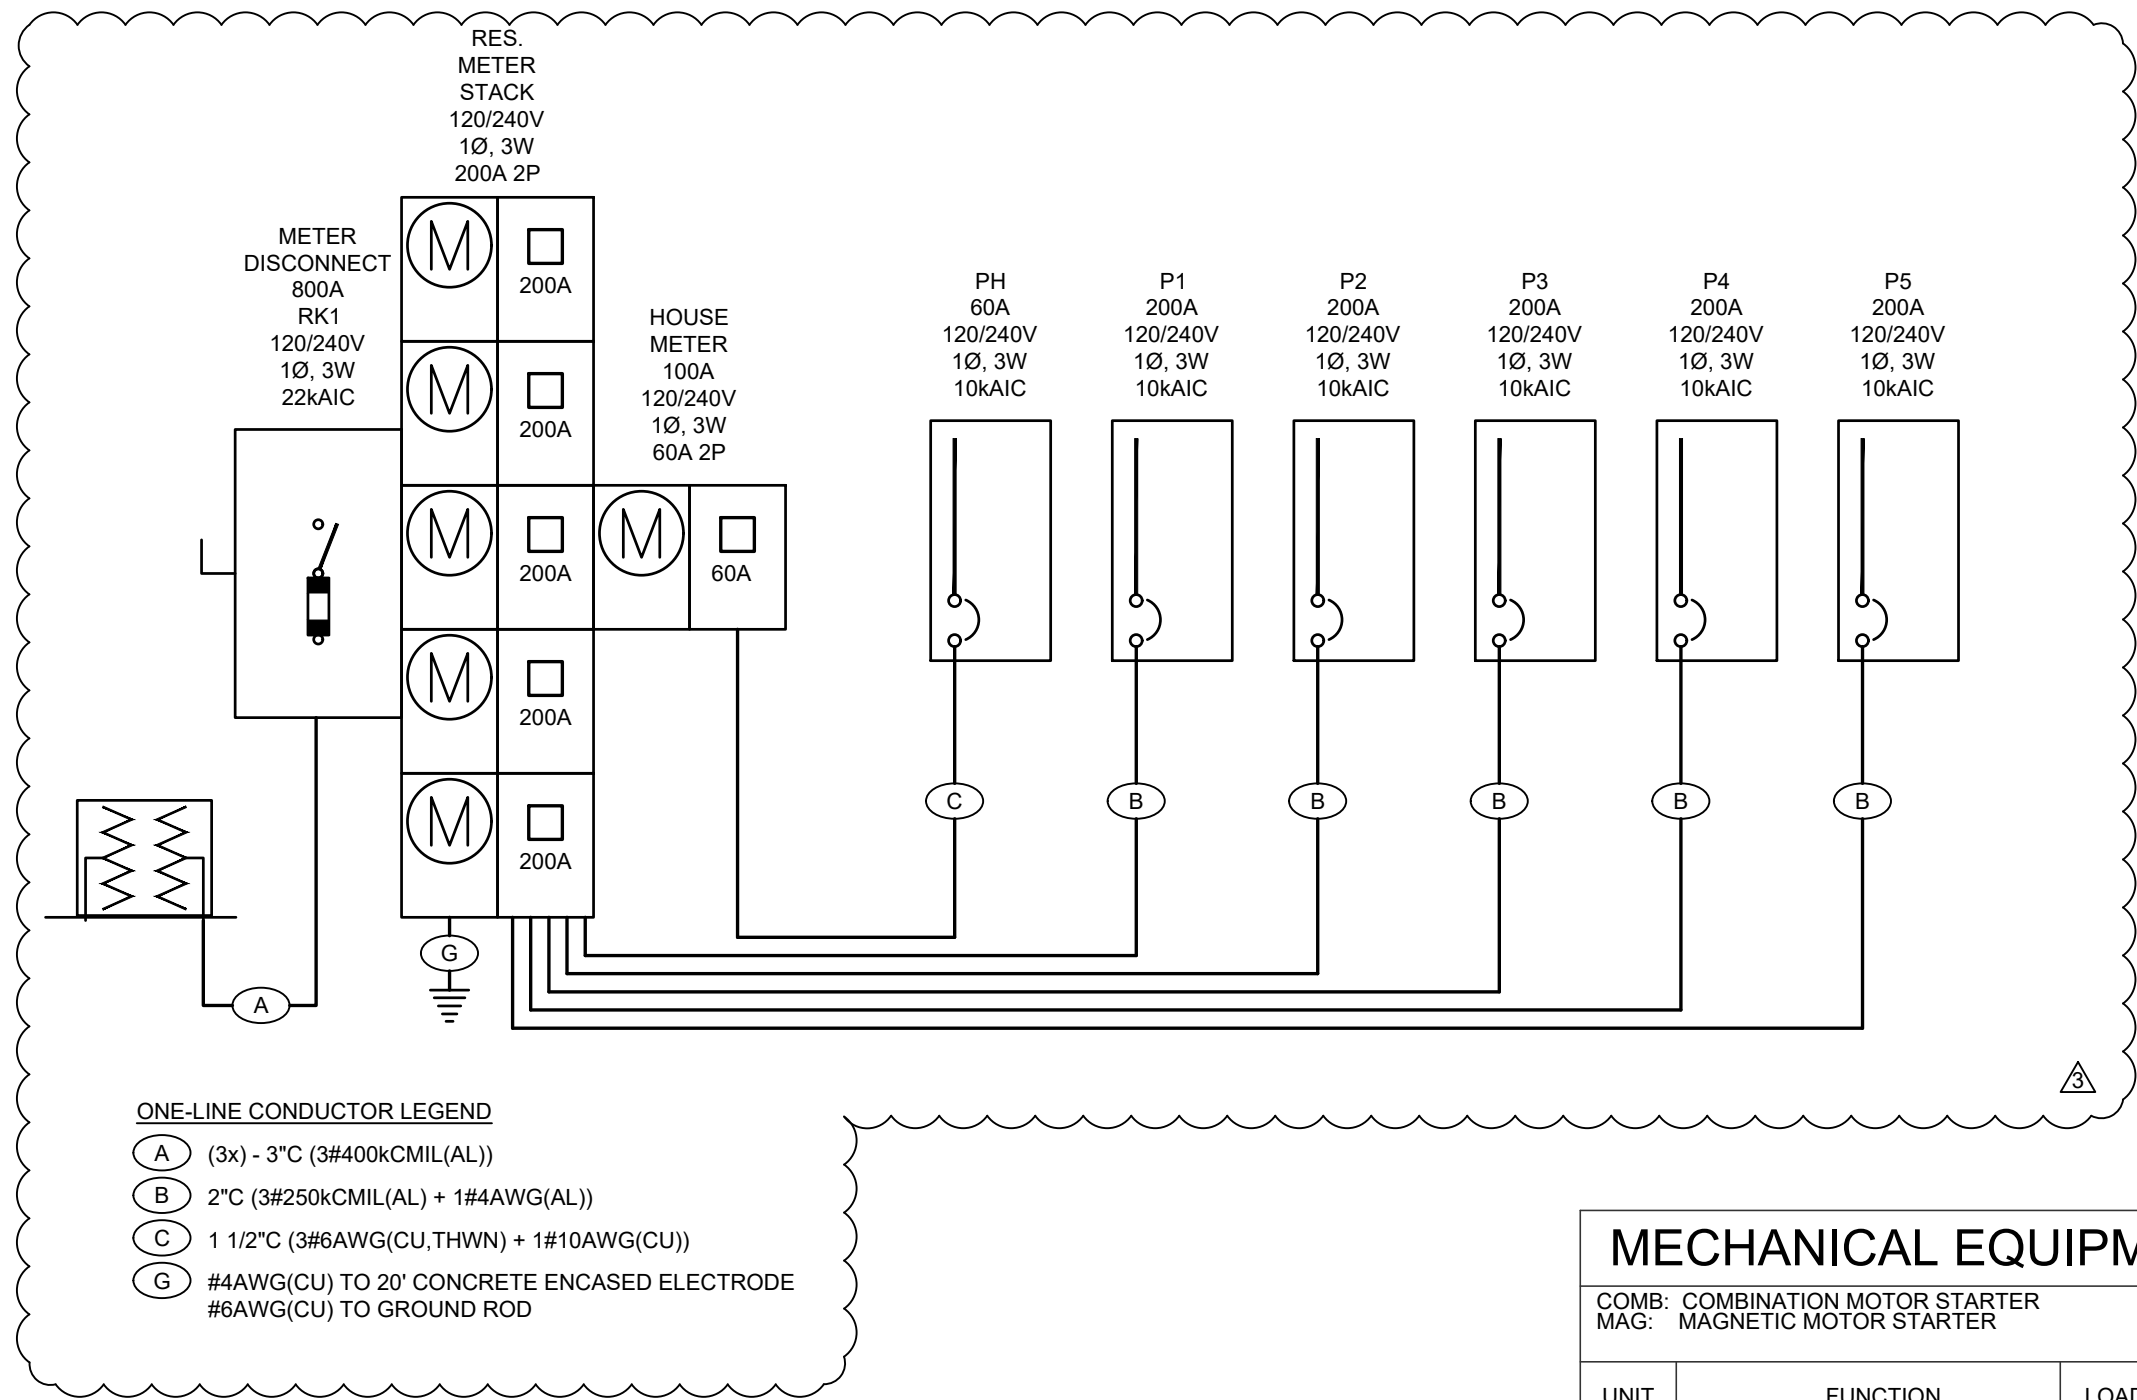 RES.
METER
STACK
120/240V
1Ø, 3W
200A 2P
METER
DISCONNECT
800A
RK1
120/240V
1Ø, 3W
22kAIC
M
200A
M
200A
M
200A
M
200A
M
200A
HOUSE
METER
100A
120/240V
1Ø, 3W
60A 2P
M
60A
PH
60A
120/240V
1Ø, 3W
10kAIC
P1
200A
120/240V
1Ø, 3W
10kAIC
P2
200A
120/240V
1Ø, 3W
10kAIC
P3
200A
120/240V
1Ø, 3W
10kAIC
P4
200A
120/240V
1Ø, 3W
10kAIC
P5
200A
120/240V
1Ø, 3W
10kAIC
C
B
B
B
B
B
G
A
3
ONE-LINE CONDUCTOR LEGEND
A (3x) - 3"C (3#400kCMIL(AL))
B 2"C (3#250kCMIL(AL) + 1#4AWG(AL))
C 1 1/2"C (3#6AWG(CU,THWN) + 1#10AWG(CU))
G #4AWG(CU) TO 20' CONCRETE ENCASED ELECTRODE
#6AWG(CU) TO GROUND ROD
MECHANICAL EQUIPM
COMB: COMBINATION MOTOR STARTER
MAG: MAGNETIC MOTOR STARTER
UNIT FUNCTION LOAD